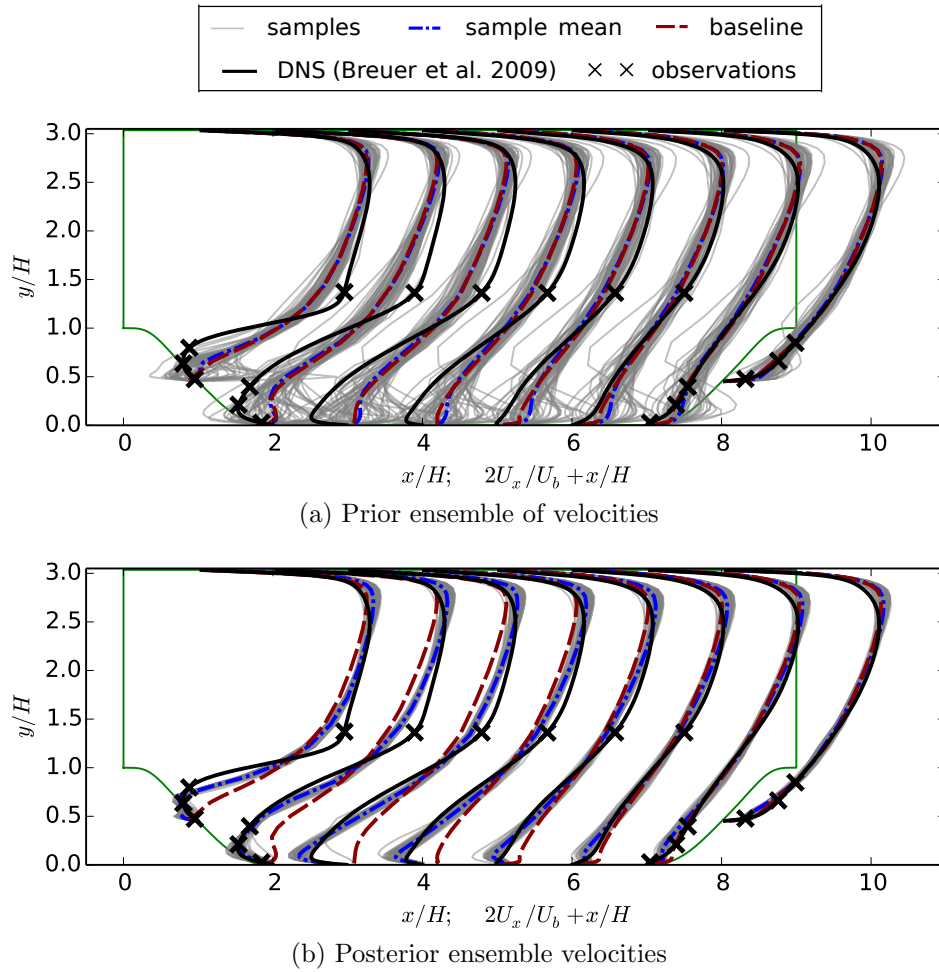 samples sample mean baseline
DNS (Breuer et al. 2009) × × observations
3.0
2.5
2.0
1.5
1.0
0.5
0.0
y/H
0 2 4 6 8 10
x/H; 2U_x/U_b + x/H
(a) Prior ensemble of velocities
3.0
2.5
2.0
1.5
1.0
0.5
0.0
y/H
0 2 4 6 8 10
x/H; 2U_x/U_b + x/H
(b) Posterior ensemble velocities